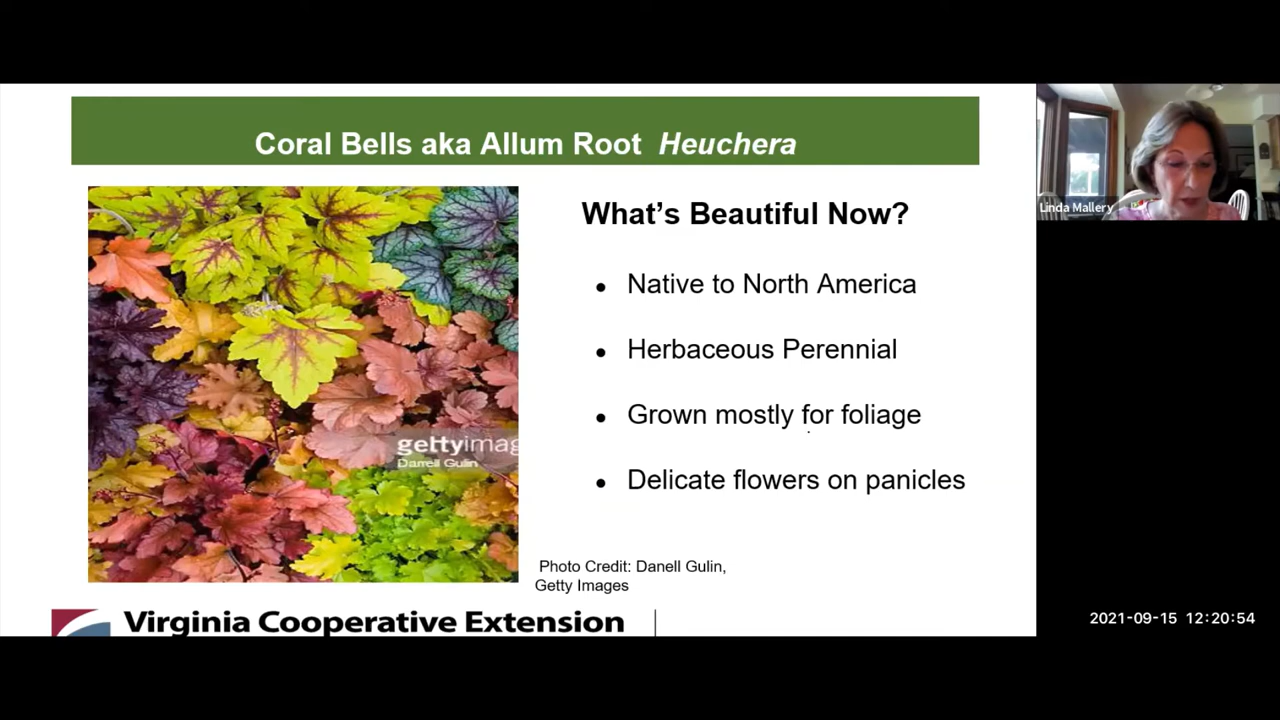 Coral Bells aka Allum Root Heuchera
What's Beautiful Now?
• Native to North America
• Herbaceous Perennial
• Grown mostly for foliage
• Delicate flowers on panicles
gettyimag
Darrell Gulin
Photo Credit: Danell Gulin,
Getty Images
Virginia Cooperative Extension
Linda Mallery
2021-09-15 12:20:54